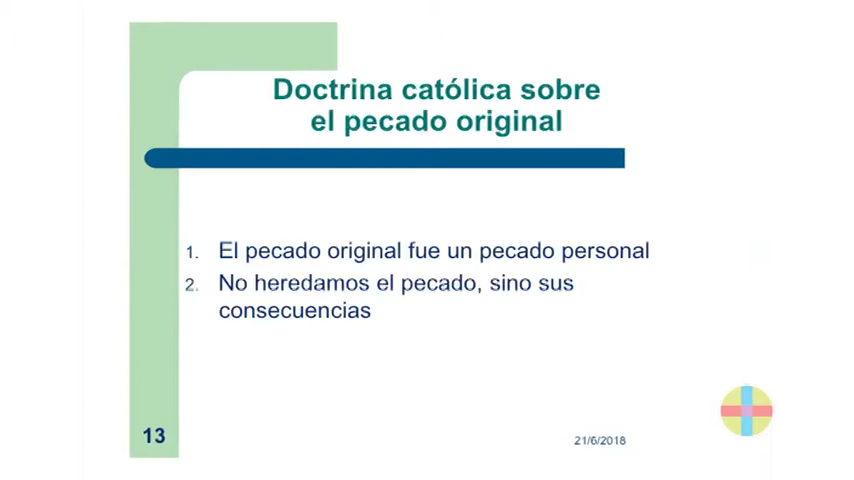 Doctrina católica sobre
el pecado original
1. El pecado original fue un pecado personal
2. No heredamos el pecado, sino sus
consecuencias
13
21/6/2018